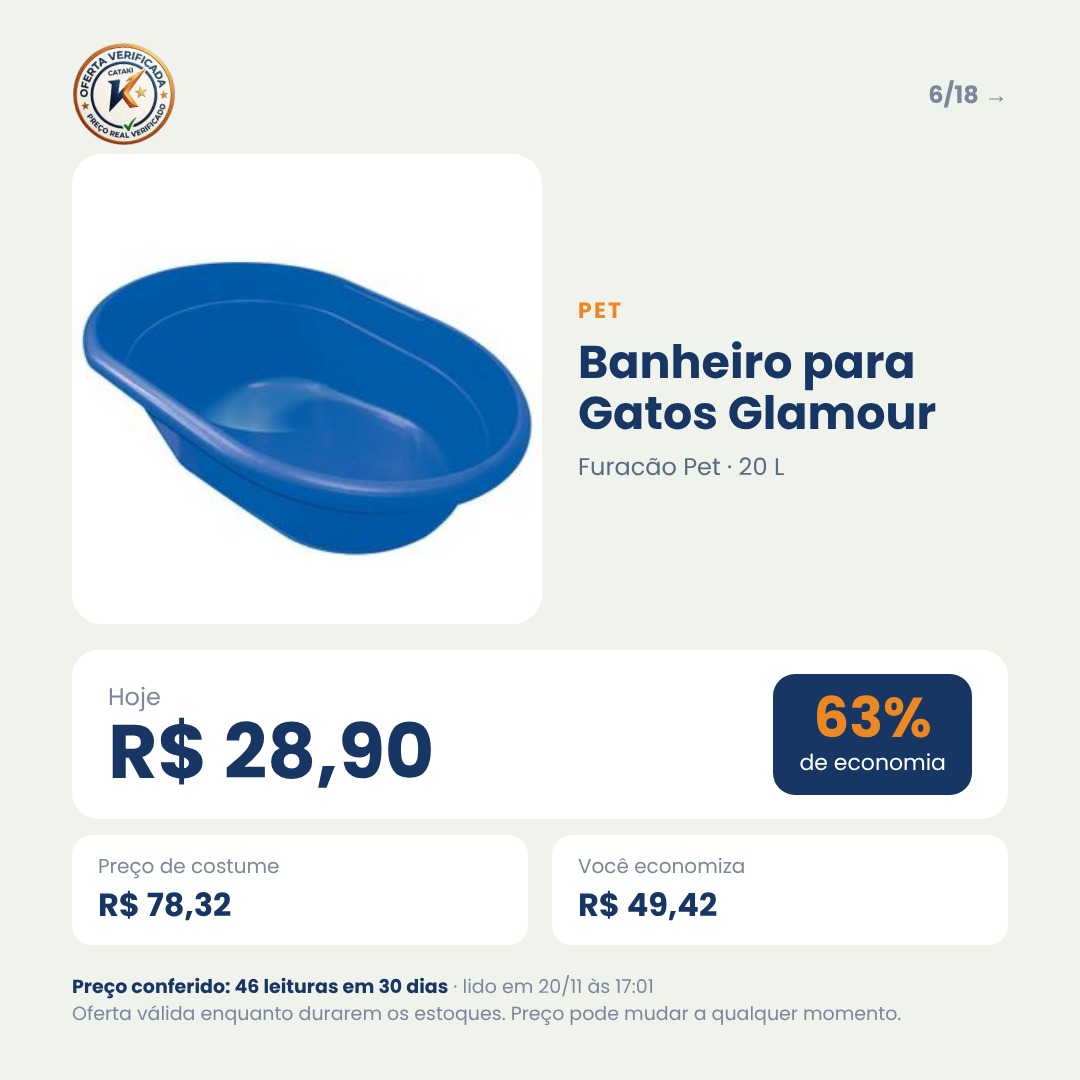 OFERTA VERIFICADA
CATAKI
K
PREÇO REAL VERIFICADO
6/18 →
PET
Banheiro para
Gatos Glamour
Furacão Pet · 20 L
Hoje
R$ 28,90
63%
de economia
Preço de costume
R$ 78,32
Você economiza
R$ 49,42
Preço conferido: 46 leituras em 30 dias · lido em 20/11 às 17:01
Oferta válida enquanto durarem os estoques. Preço pode mudar a qualquer momento.